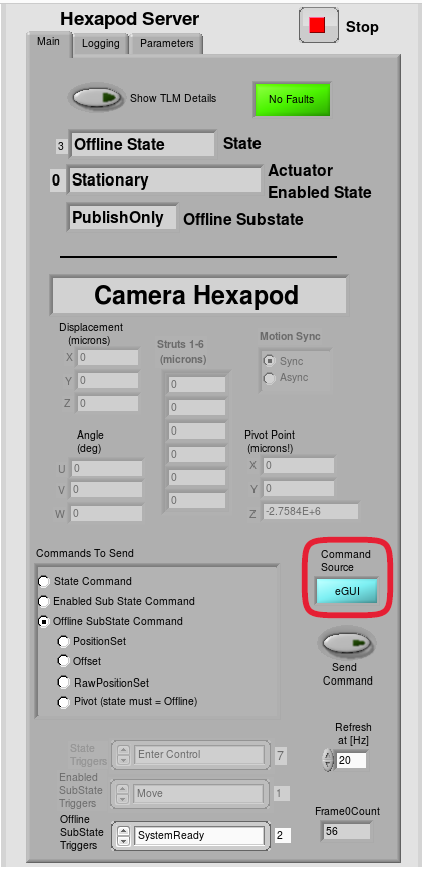 Hexapod Server
Stop
Main
Logging
Parameters
Show TLM Details
No Faults
3
Offline State
State
0
Stationary
Actuator
Enabled State
PublishOnly
Offline Substate
Camera Hexapod
Displacement
(microns)
X
0
Y
0
Z
0
Struts 1-6
(microns)
0
0
0
0
0
0
Motion Sync
Sync
Async
Angle
(deg)
U
0
V
0
W
0
Pivot Point
(microns!)
X
0
Y
0
Z
-2.7584E+6
Commands To Send
State Command
Enabled Sub State Command
Offline SubState Command
PositionSet
Offset
RawPositionSet
Pivot (state must = Offline)
Command
Source
eGUI
Send
Command
State
Triggers
Enter Control
7
Enabled
SubState
Triggers
Move
1
Offline
SubState
Triggers
SystemReady
2
Refresh
at [Hz]
20
Frame0Count
56